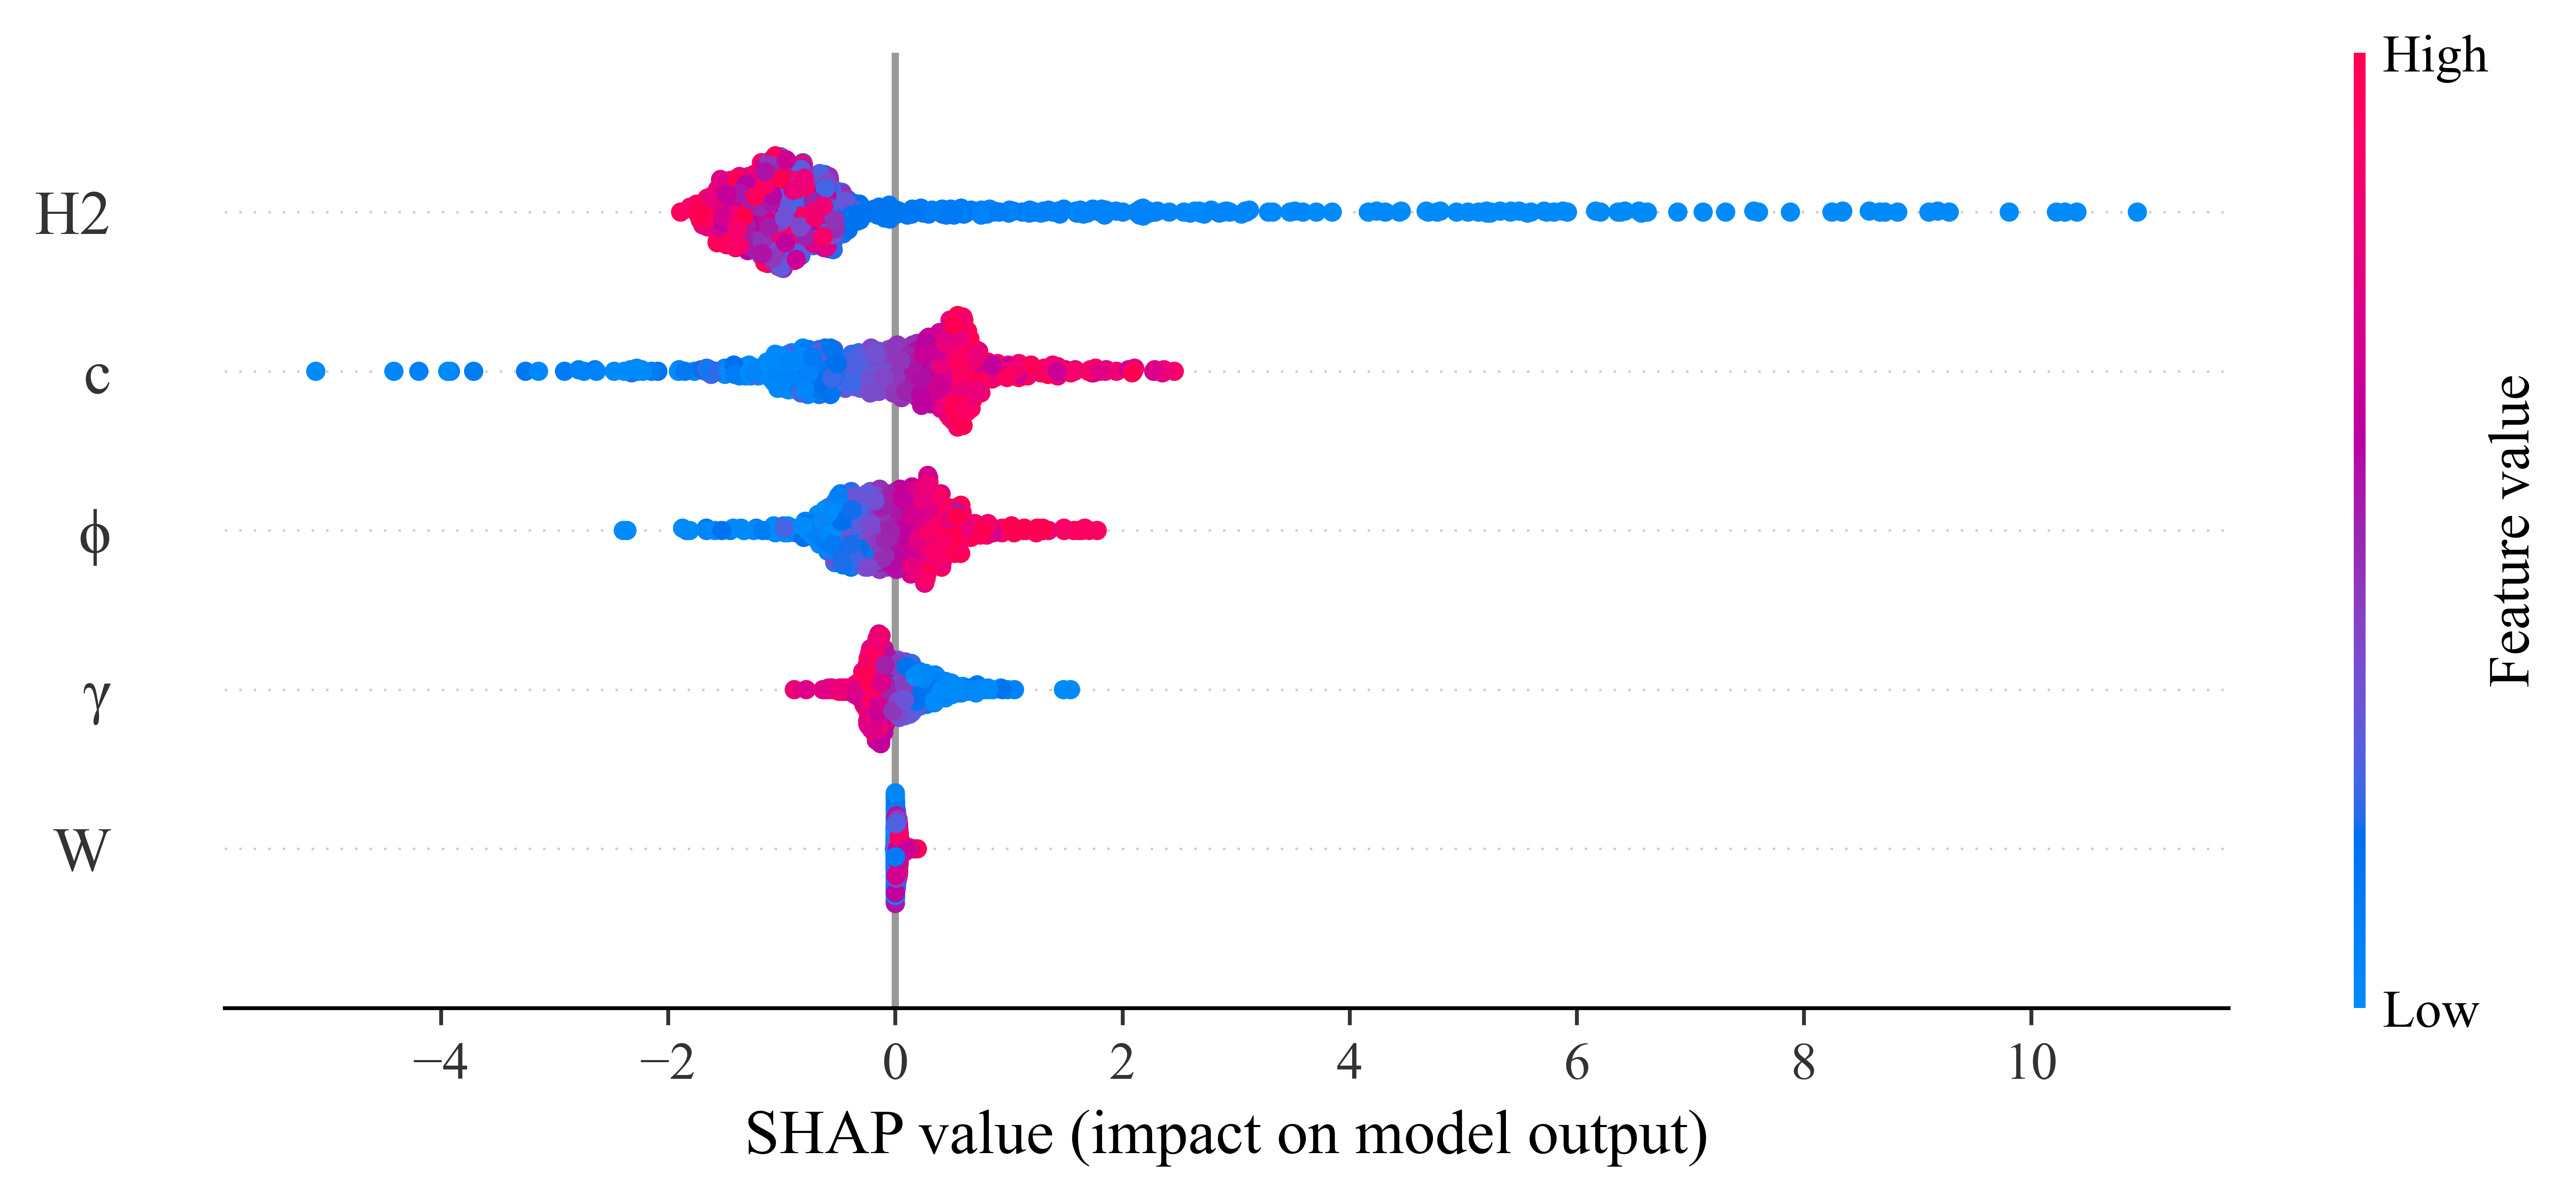 High
H2
c
ϕ
γ
W
Low
Feature value
−4 −2 0 2 4 6 8 10
SHAP value (impact on model output)